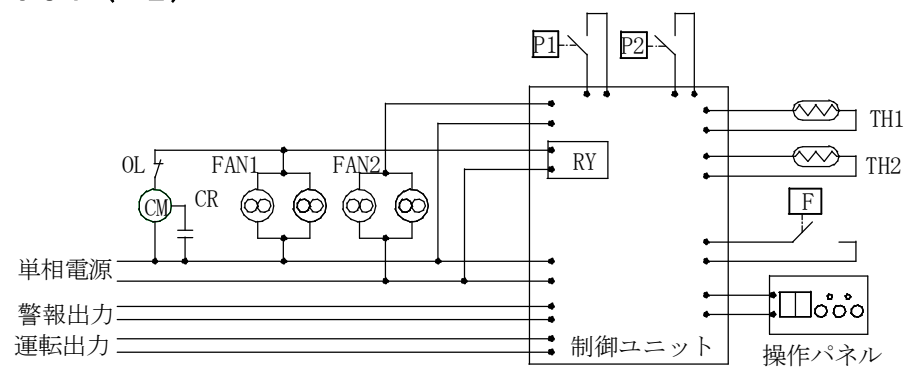 P1
P2
TH1
OL
FAN1
FAN2
RY
TH2
CM
CR
F
単相電源
警報出力
運転出力
制御ユニット
操作パネル